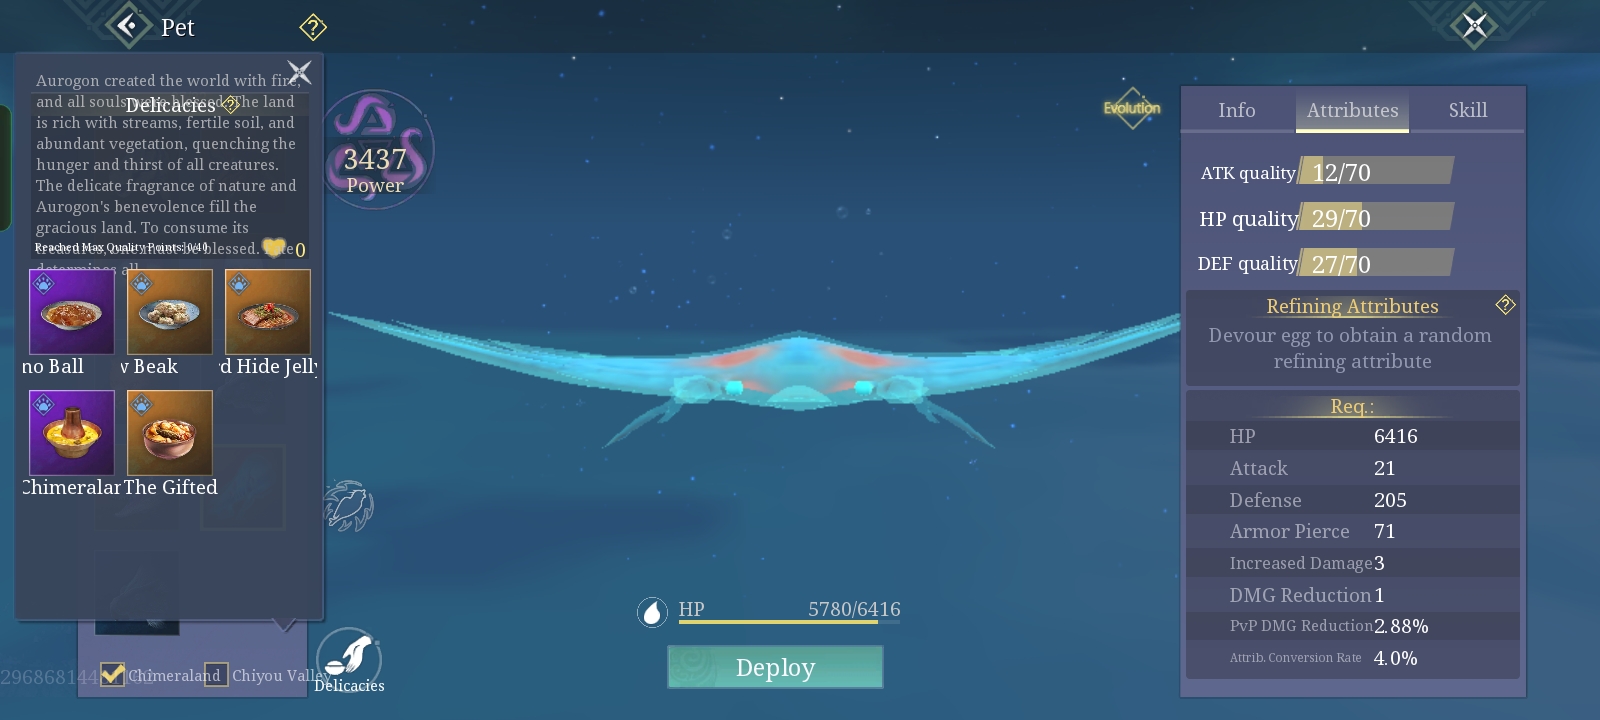 Pet
Aurogon created the world with fire,
and all souls were blessed. The land
Delicacies
is rich with streams, fertile soil, and
abundant vegetation, quenching the
hunger and thirst of all creatures.
The delicate fragrance of nature and
Aurogon's benevolence fill the
gracious land. To consume its
Reached Max Quality Points: 0/40
treasures, one must be blessed.
0
determines all
no Ball
w Beak
rd Hide Jelly
Chimeralan
The Gifted
Chimeraland
Chiyou Valley
Delicacies
3437
Power
Evolution
HP 5780/6416
Deploy
Info Attributes Skill
ATK quality 12/70
HP quality 29/70
DEF quality 27/70
Refining Attributes
Devour egg to obtain a random
refining attribute
Req.:
HP 6416
Attack 21
Defense 205
Armor Pierce 71
Increased Damage 3
DMG Reduction 1
PvP DMG Reduction 2.88%
Attrib. Conversion Rate 4.0%